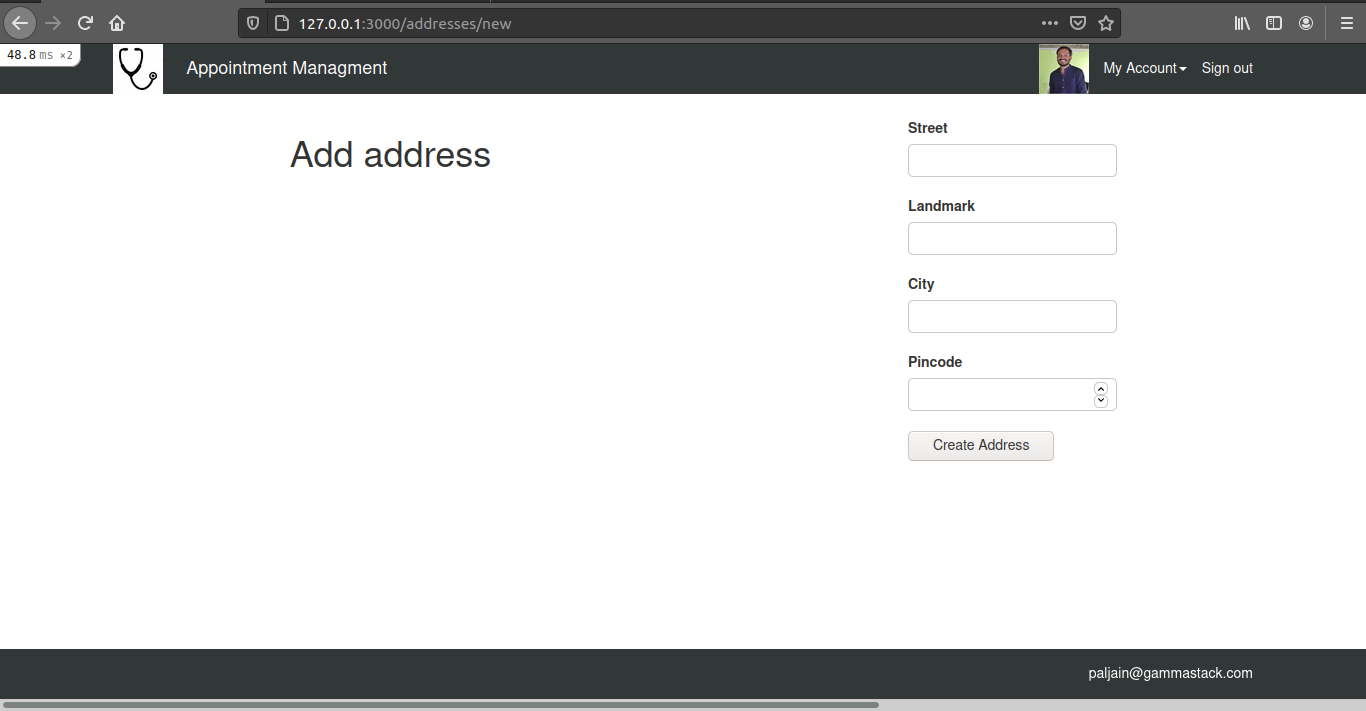 127.0.0.1:3000/addresses/new
48.8 ms ×2
Appointment Managment
My Account
Sign out
Add address
Street
Landmark
City
Pincode
Create Address
paljain@gammastack.com